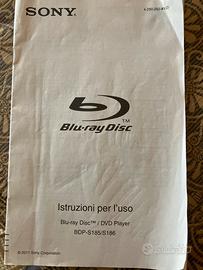 SONY
Blu-ray Disc
Istruzioni per l'uso
Blu-ray Disc™ / DVD Player
BDP-S185/S186
© 2011 Sony Corporation